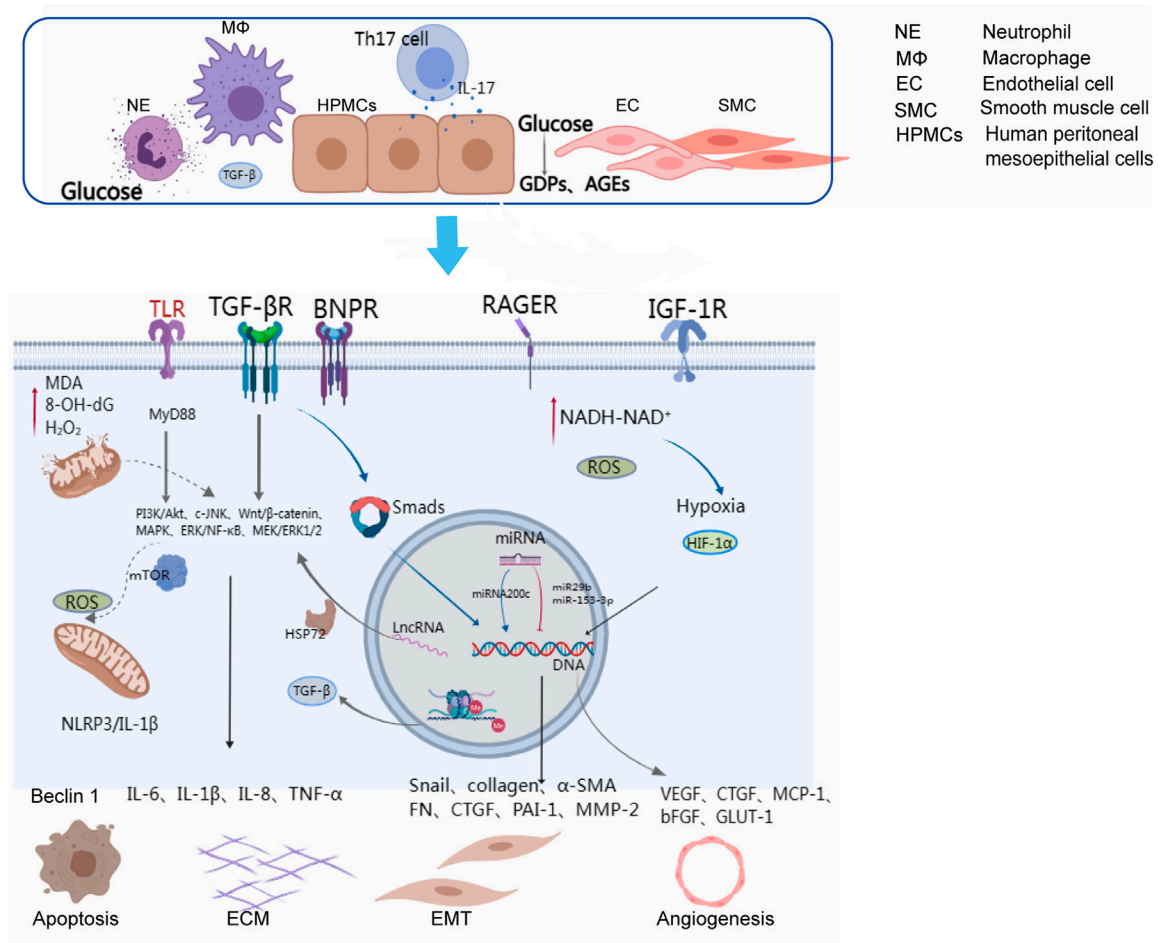 MΦ
Th17 cell
IL-17
NE
HPMCs
Glucose
EC
SMC
TGF-β
Glucose
GDPs、AGEs
NE Neutrophil
MΦ Macrophage
EC Endothelial cell
SMC Smooth muscle cell
HPMCs Human peritoneal
mesoepithelial cells
TLR
TGF-βR
BNPR
RAGER
IGF-1R
MDA
8-OH-dG
H₂O₂
MyD88
NADH-NAD⁺
ROS
Hypoxia
HIF-1α
PI3K/Akt、c-JNK、Wnt/β-catenin、
MAPK、ERK/NF-κB、MEK/ERK1/2
Smads
mTOR
ROS
miRNA
miRNA200c
miR29b
miR-153-3p
HSP72
LncRNA
DNA
TGF-β
Me
Me
NLRP3/IL-1β
Beclin 1
IL-6、IL-1β、IL-8、TNF-α
Snail、collagen、α-SMA
FN、CTGF、PAI-1、MMP-2
VEGF、CTGF、MCP-1、
bFGF、GLUT-1
Apoptosis
ECM
EMT
Angiogenesis